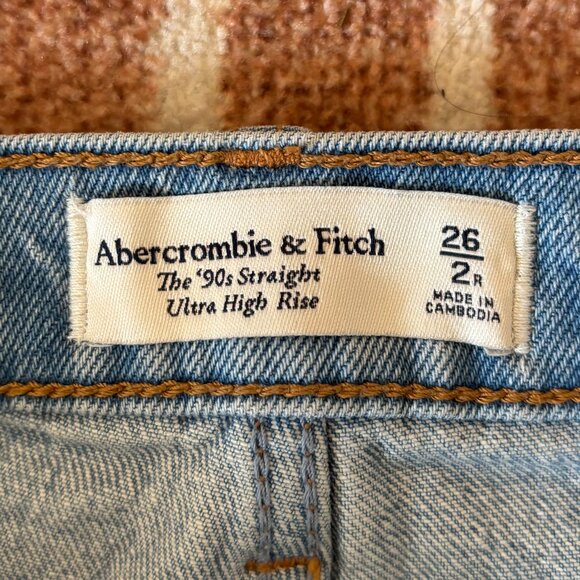 Abercrombie & Fitch
The '90s Straight
Ultra High Rise
26
2R
MADE IN
CAMBODIA